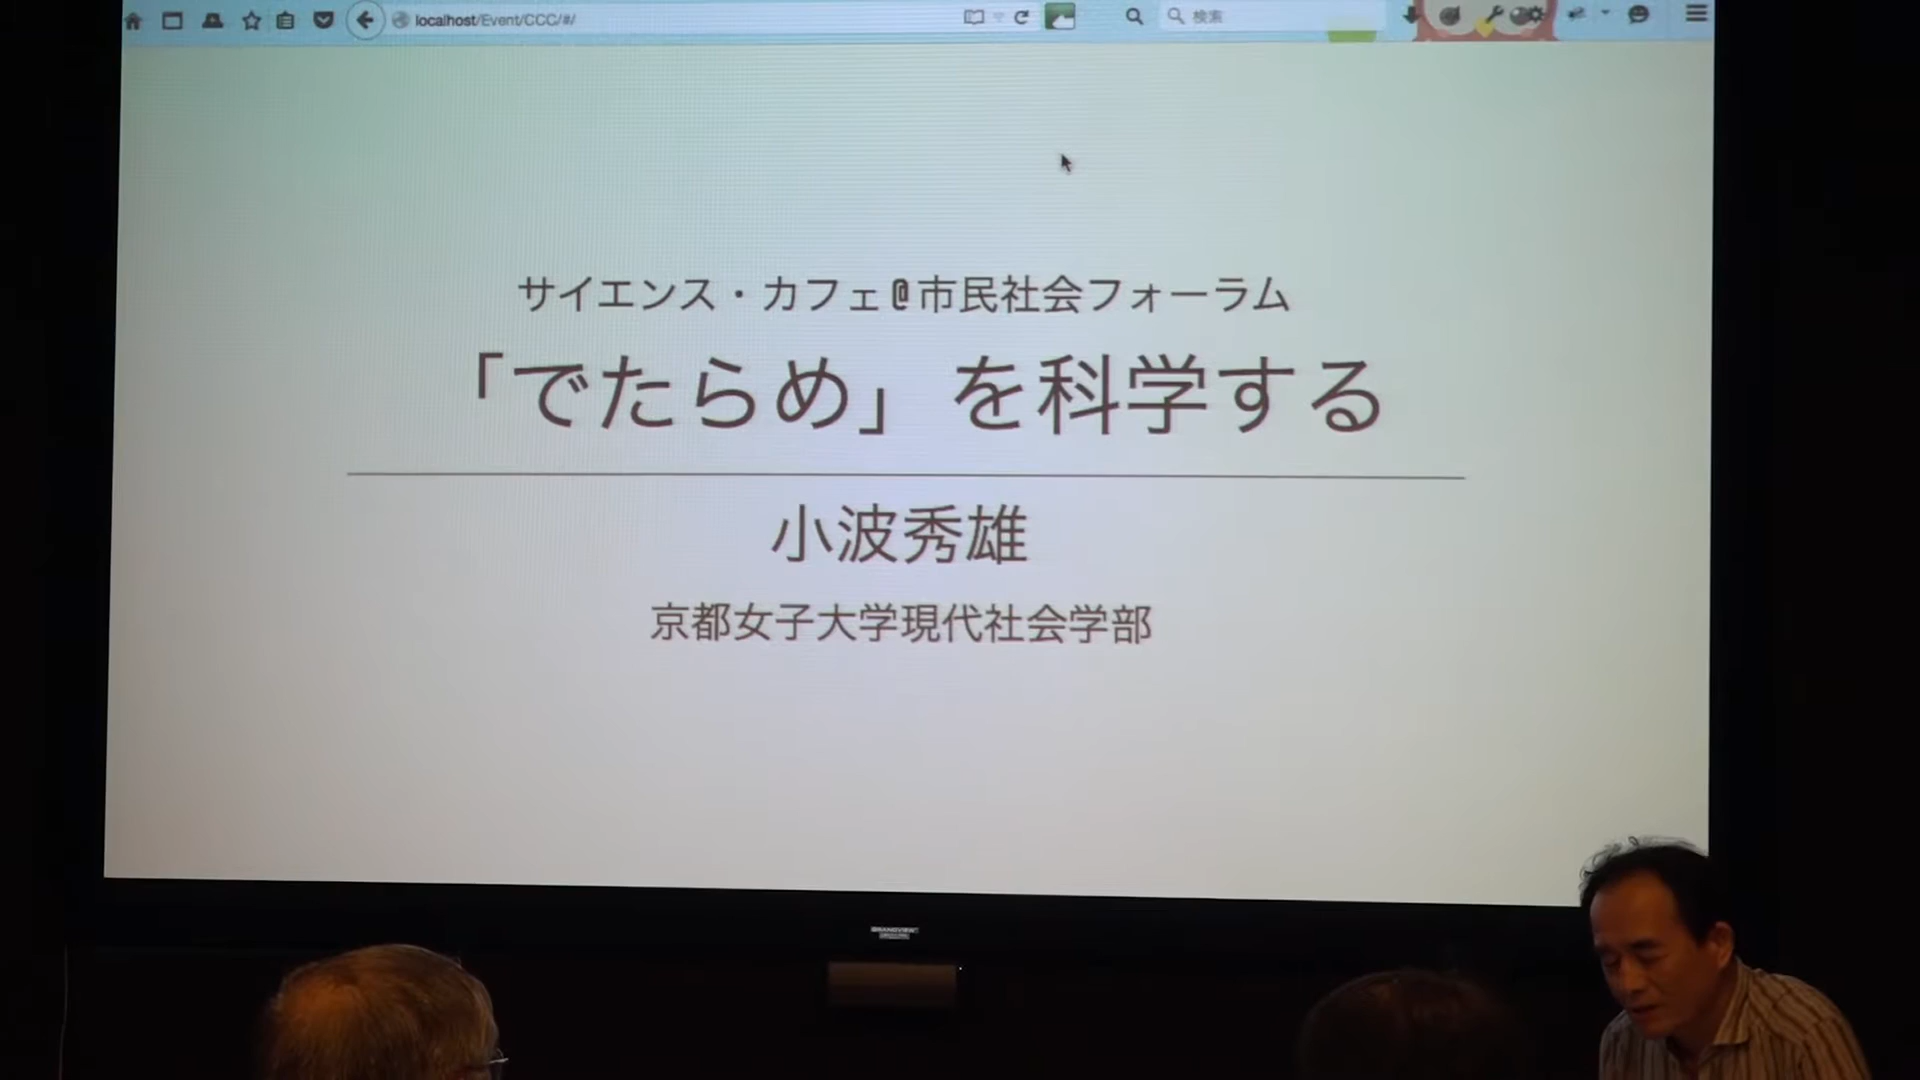 localhost/Event/CCC/#/
検索
サイエンス・カフェ@市民社会フォーラム
「でたらめ」を科学する
小波秀雄
京都女子大学現代社会学部
GRANDVIEW